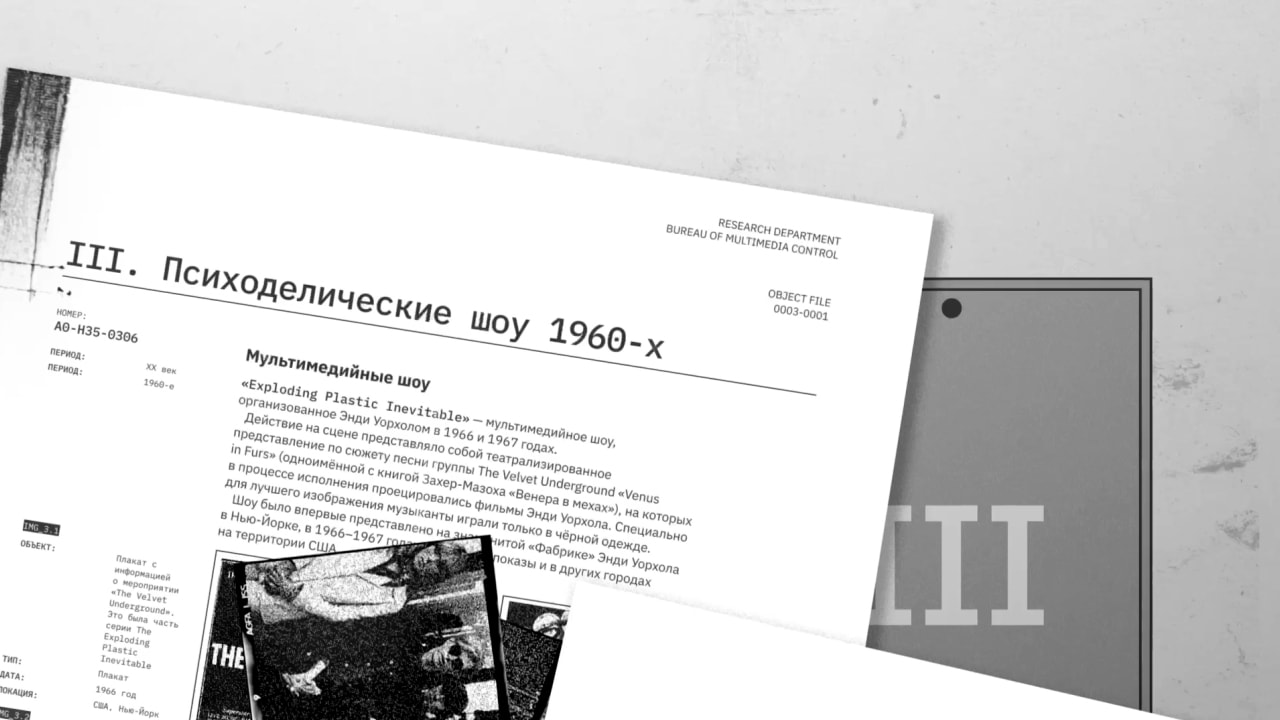 RESEARCH DEPARTMENT
BUREAU OF MULTIMEDIA CONTROL
OBJECT FILE
0003-0001
III. Психоделические шоу 1960-х
НОМЕР:
A0-H35-0306
ПЕРИОД: XX век
ПЕРИОД: 1960-е
Мультимедийные шоу
«Exploding Plastic Inevitable» — мультимедийное шоу,
организованное Энди Уорхолом в 1966 и 1967 годах.
Действие на сцене представляло собой театрализированное
представление по сюжету песни группы The Velvet Underground «Venus
in Furs» (одноимённой с книгой Захер-Мазоха «Венера в мехах»), на которых
в процессе исполнения проецировались фильмы Энди Уорхола. Специально
для лучшего изображения музыканты играли только в чёрной одежде.
Шоу было впервые представлено на нитой «Фабрике» Энди Уорхола
в Нью-Йорке, в 1966–1967 показы и в других городах
на территории США
IMG_3.1
ОБЪЕКТ:
Плакат с
информацией
о мероприятии
«The Velvet
Underground».
Это была часть
серии The
Exploding
Plastic
Inevitable
ТИП: Плакат
ДАТА: 1966 год
ЛОКАЦИЯ: США, Нью-Йорк
THE
III